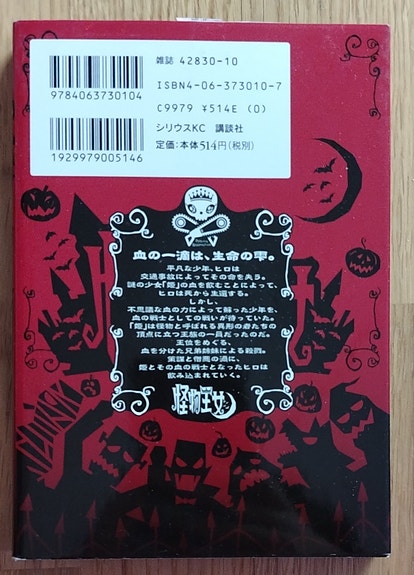 雑誌 42830-10
ISBN4-06-373010-7
C9979 ¥514E (0)
シリウスKC 講談社
定価:本体514円(税別)
9784063730104
1929979005146
血の一滴は、生命の雫。
平凡な少年、ヒロは
交通事故によってその命を失う。
謎の少女「姫」の血を飲むことによって、
ヒロは死から生還する。
しかし、
不思議な血の力によって蘇った少年を、
血の戦士としての戦いが待っていた。
「姫」は怪物と呼ばれる異形の者たちの
頂点に立つ王族の一員だったのだ。
王位をめぐる、
血を分けた兄弟姉妹による殺戮。
策謀と憎悪の渦に、
姫とその血の戦士となったヒロは
飲み込まれていく。
怪物王女